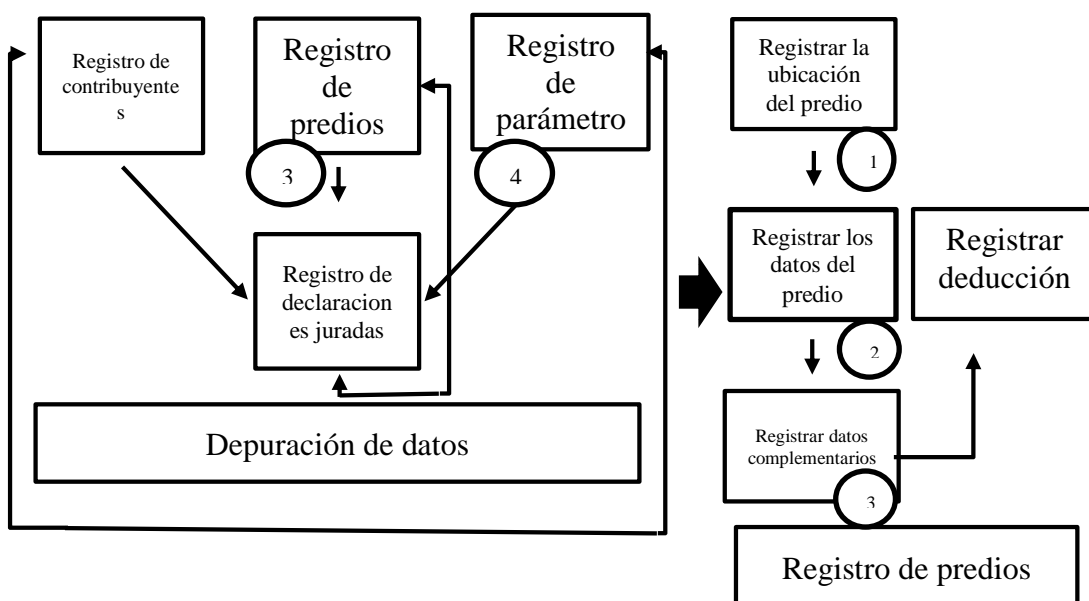 Registro de
contribuyente
s
Registro
de
predios
3
Registro
de
parámetro
4
Registro de
declaracion
es juradas
Depuración de datos
Registrar la
ubicación
del predio
1
Registrar los
datos del
predio
2
Registrar
deducción
Registrar datos
complementarios
3
Registro de predios